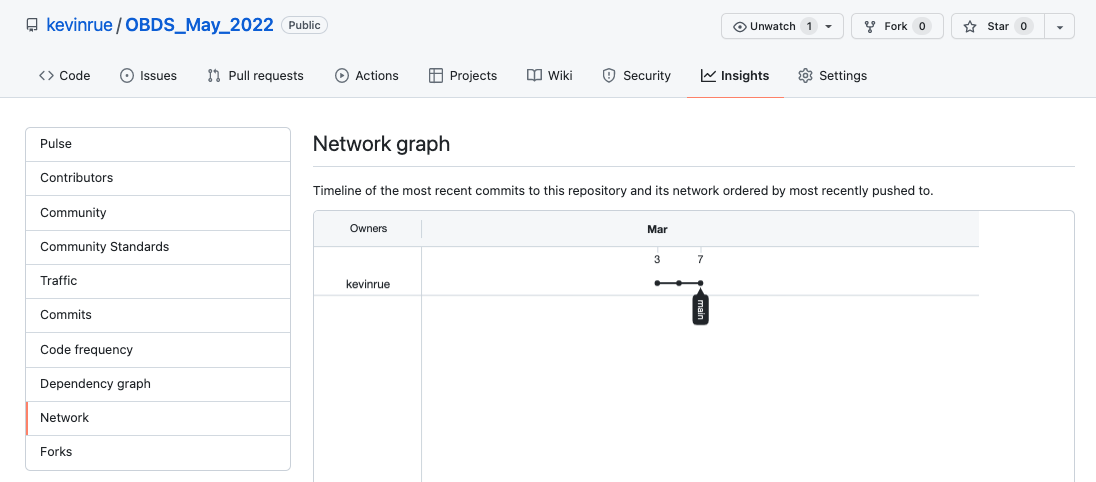 kevinrue / OBDS_May_2022 Public Unwatch 1 Fork 0 Star 0
Code Issues Pull requests Actions Projects Wiki Security Insights Settings
Pulse
Contributors
Community
Community Standards
Traffic
Commits
Code frequency
Dependency graph
Network
Forks
Network graph
Timeline of the most recent commits to this repository and its network ordered by most recently pushed to.
Owners Mar
3 7
kevinrue
main